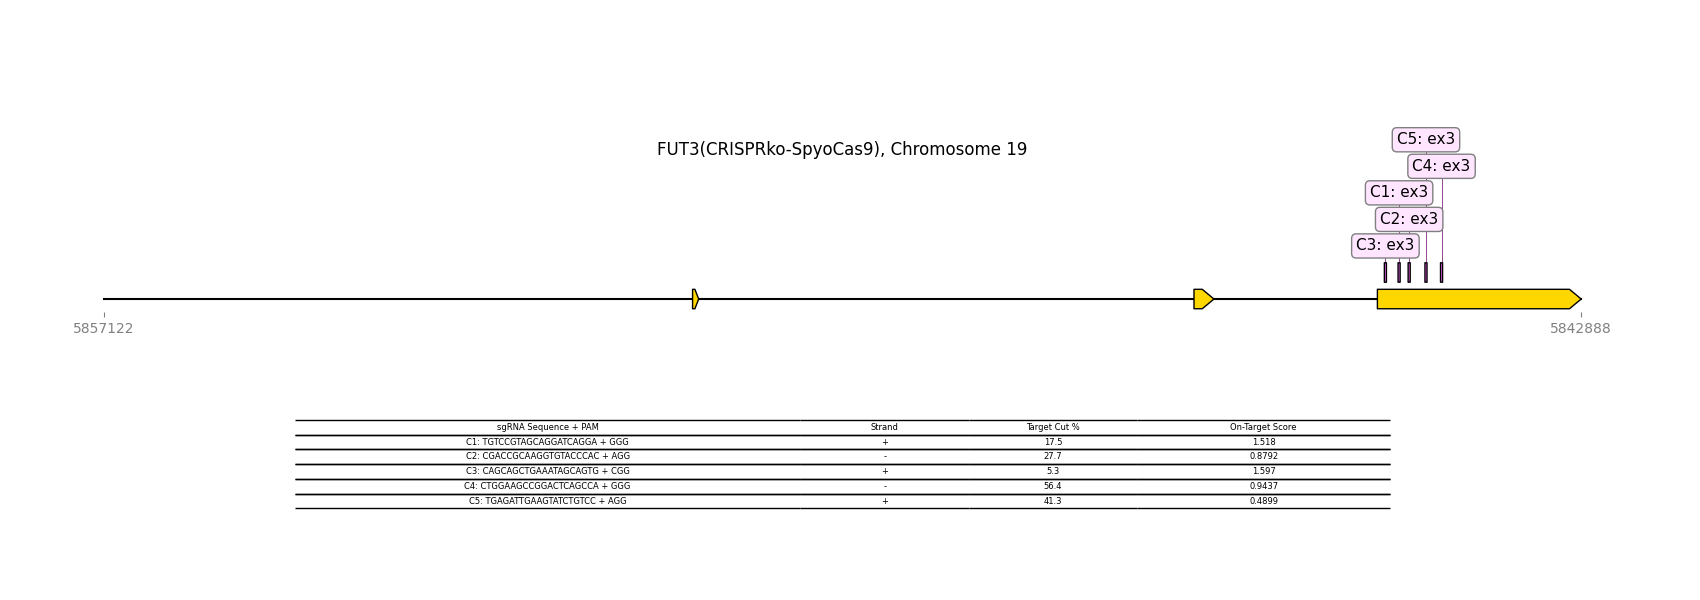 FUT3(CRISPRko-SpyoCas9), Chromosome 19
C5: ex3
C4: ex3
C1: ex3
C2: ex3
C3: ex3
5857122 5842888
sgRNA Sequence + PAM Strand Target Cut % On-Target Score
C1: TGTCCGTAGCAGGATCAGGA + GGG + 17.5 1.518
C2: CGACCGCAAGGTGTACCCAC + AGG - 27.7 0.8792
C3: CAGCAGCTGAAATAGCAGTG + CGG + 5.3 1.597
C4: CTGGAAGCCGGACTCAGCCA + GGG - 56.4 0.9437
C5: TGAGATTGAAGTATCTGTCC + AGG + 41.3 0.4899